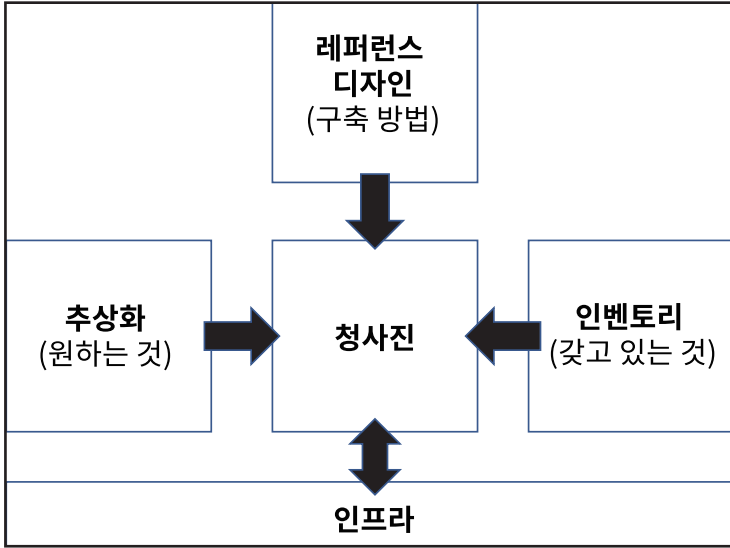 레퍼런스
디자인
(구축 방법)
추상화
(원하는 것)
청사진
인벤토리
(갖고 있는 것)
인프라